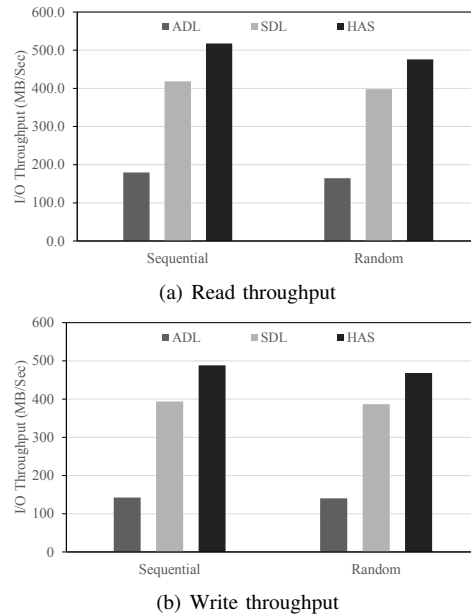 600.0
ADL SDL HAS
500.0
400.0
300.0
200.0
100.0
0.0
I/O Throughput (MB/Sec)
Sequential Random
(a) Read throughput
600
ADL SDL HAS
500
400
300
200
100
0
I/O Throughput (MB/Sec)
Sequential Random
(b) Write throughput